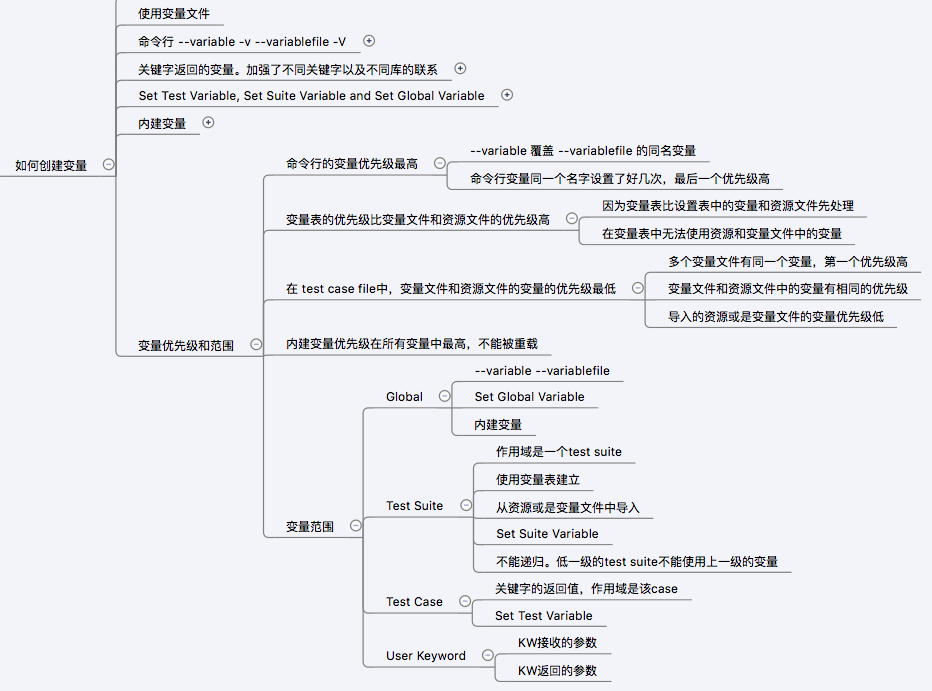 使用变量文件
命令行 --variable -v --variablefile -V
关键字返回的变量。加强了不同关键字以及不同库的联系
Set Test Variable, Set Suite Variable and Set Global Variable
内建变量
如何创建变量
变量优先级和范围
命令行的变量优先级最高
--variable 覆盖 --variablefile 的同名变量
命令行变量同一个名字设置了好几次，最后一个优先级高
变量表的优先级比变量文件和资源文件的优先级高
因为变量表比设置表中的变量和资源文件先处理
在变量表中无法使用资源和变量文件中的变量
在 test case file中，变量文件和资源文件的变量的优先级最低
多个变量文件有同一个变量，第一个优先级高
变量文件和资源文件中的变量有相同的优先级
导入的资源或是变量文件的变量优先级低
内建变量优先级在所有变量中最高，不能被重载
变量范围
Global
--variable --variablefile
Set Global Variable
内建变量
Test Suite
作用域是一个test suite
使用变量表建立
从资源或是变量文件中导入
Set Suite Variable
不能递归。低一级的test suite不能使用上一级的变量
Test Case
关键字的返回值，作用域是该case
Set Test Variable
User Keyword
KW接收的参数
KW返回的参数